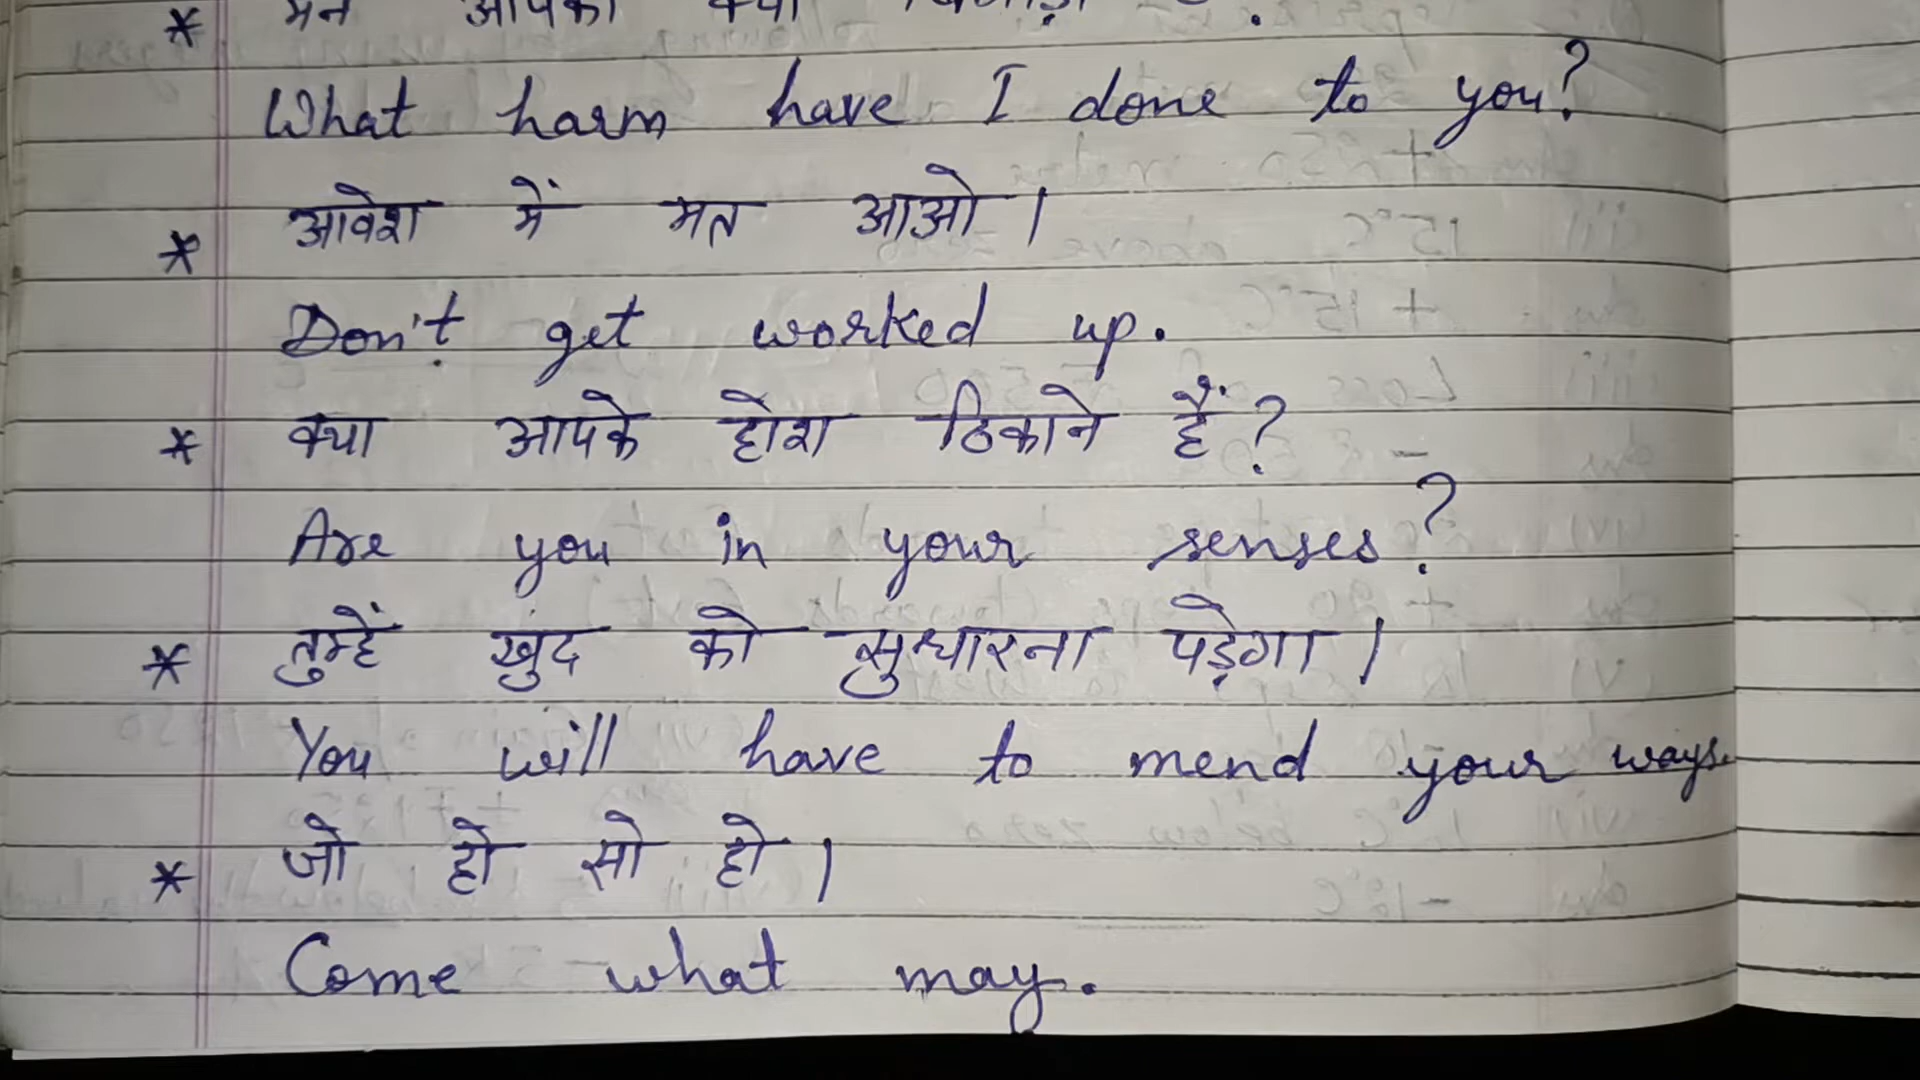 * मैंने आपका क्या बिगाड़ा है?
What harm have I done to you?
* आवेश में मत आओ।
Don't get worked up.
* क्या आपके होश ठिकाने हैं?
Are you in your senses?
* तुम्हें खुद को सुधारना पड़ेगा।
You will have to mend your ways.
* जो हो सो हो।
Come what may.